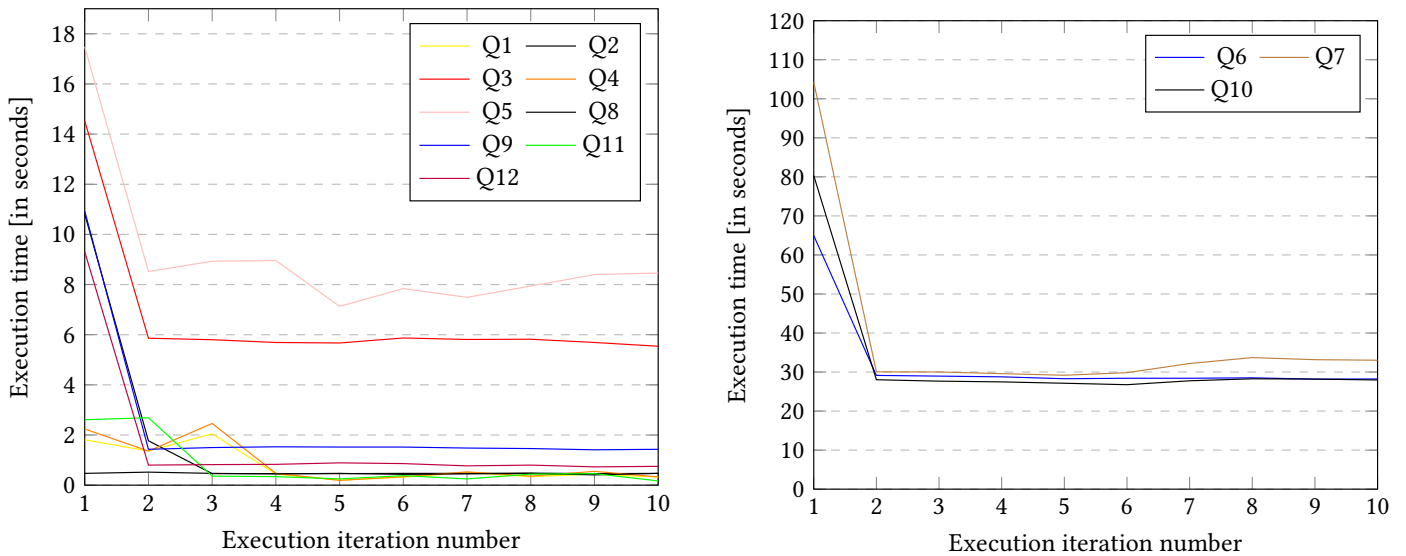 18
16
14
12
10
8
6
4
2
0
Execution time [in seconds]
Q1 Q2
Q3 Q4
Q5 Q8
Q9 Q11
Q12
1 2 3 4 5 6 7 8 9 10
Execution iteration number
120
110
100
90
80
70
60
50
40
30
20
10
0
Execution time [in seconds]
Q6 Q7
Q10
1 2 3 4 5 6 7 8 9 10
Execution iteration number